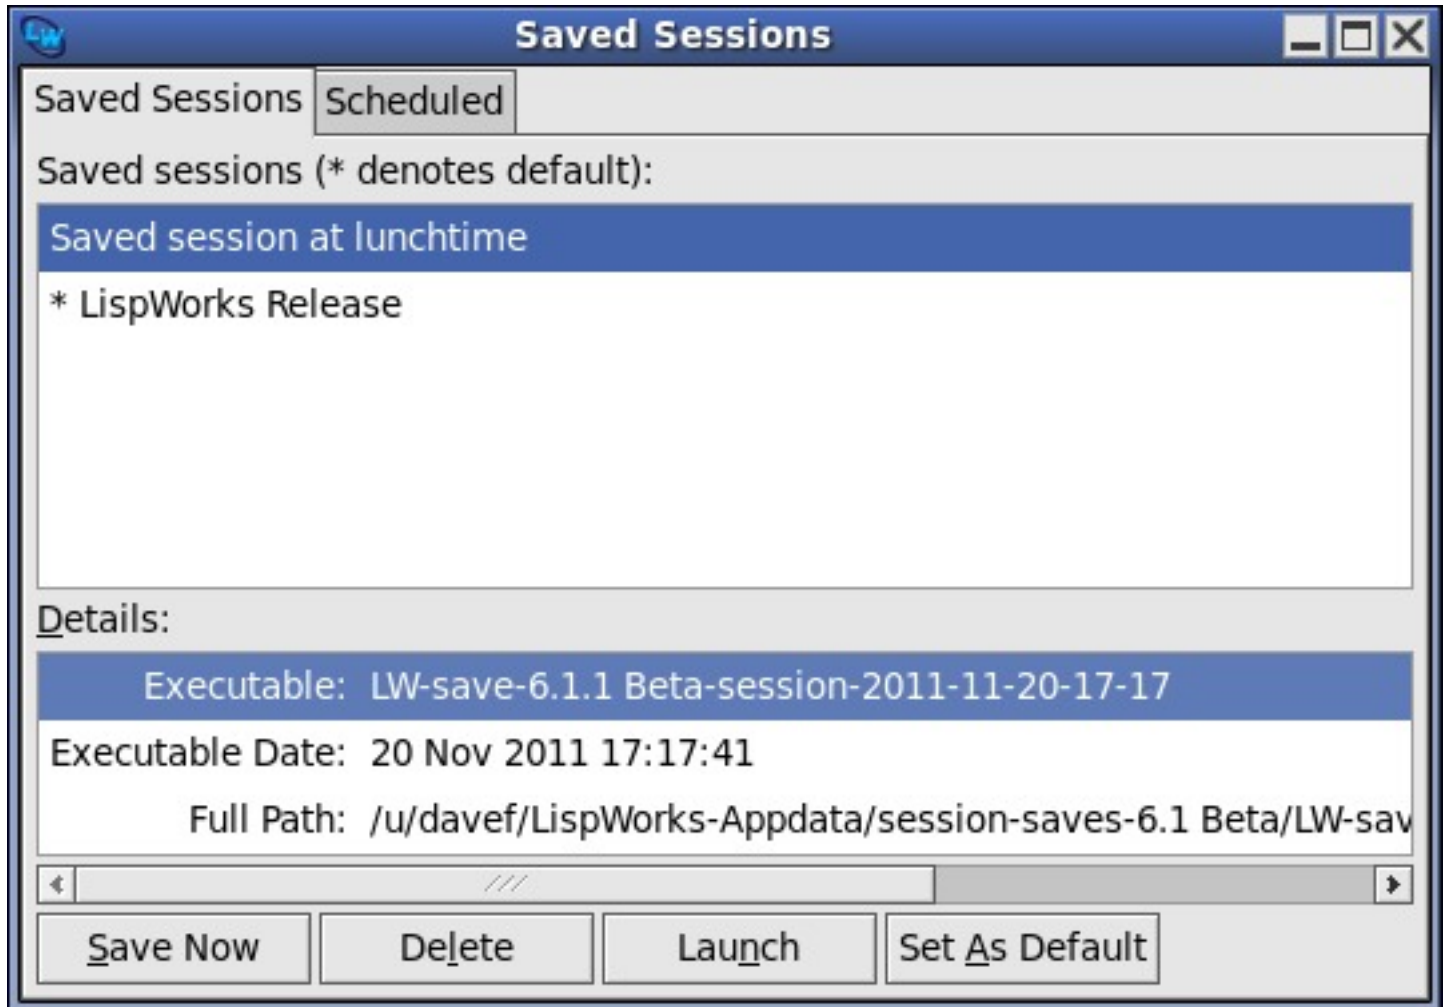 LW
Saved Sessions
Saved Sessions Scheduled
Saved sessions (* denotes default):
Saved session at lunchtime
* LispWorks Release
Details:
Executable: LW-save-6.1.1 Beta-session-2011-11-20-17-17
Executable Date: 20 Nov 2011 17:17:41
Full Path: /u/davef/LispWorks-Appdata/session-saves-6.1 Beta/LW-sav
Save Now Delete Launch Set As Default